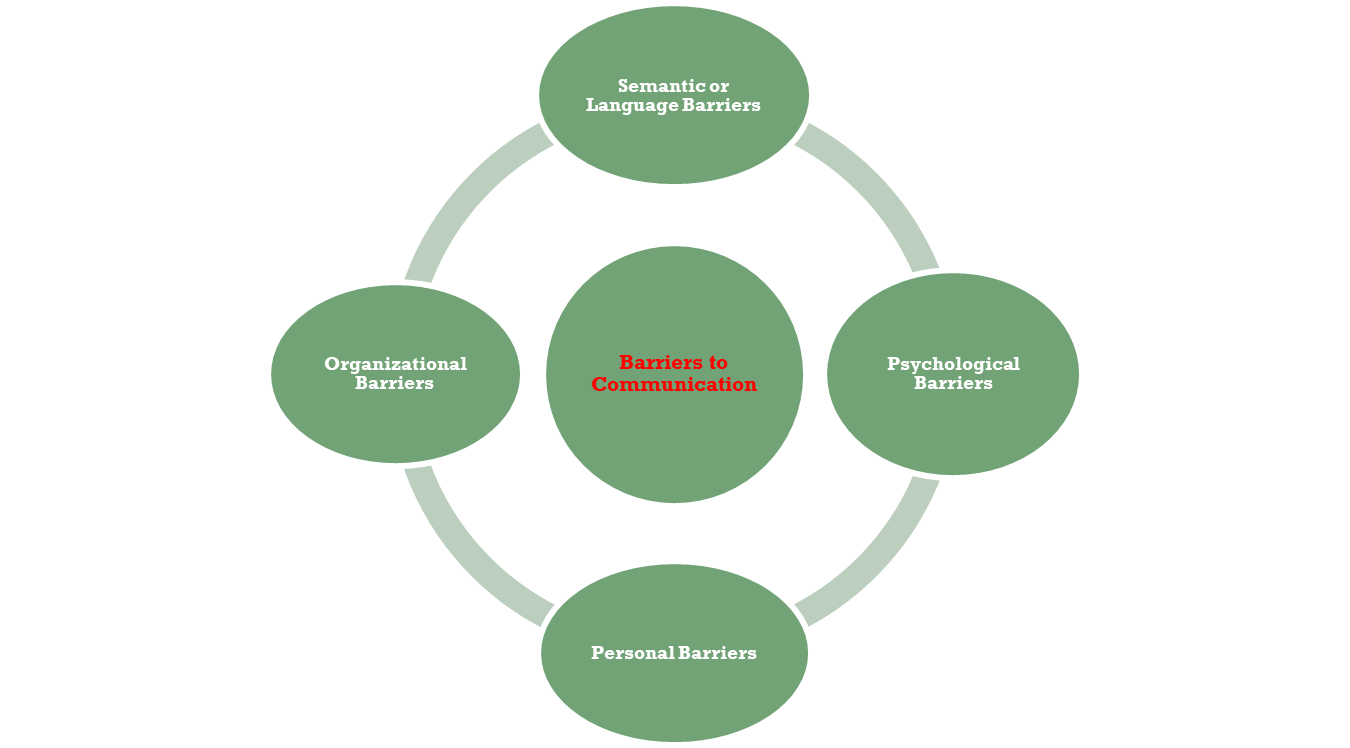 Semantic or
Language Barriers
Organizational
Barriers
Barriers to
Communication
Psychological
Barriers
Personal Barriers